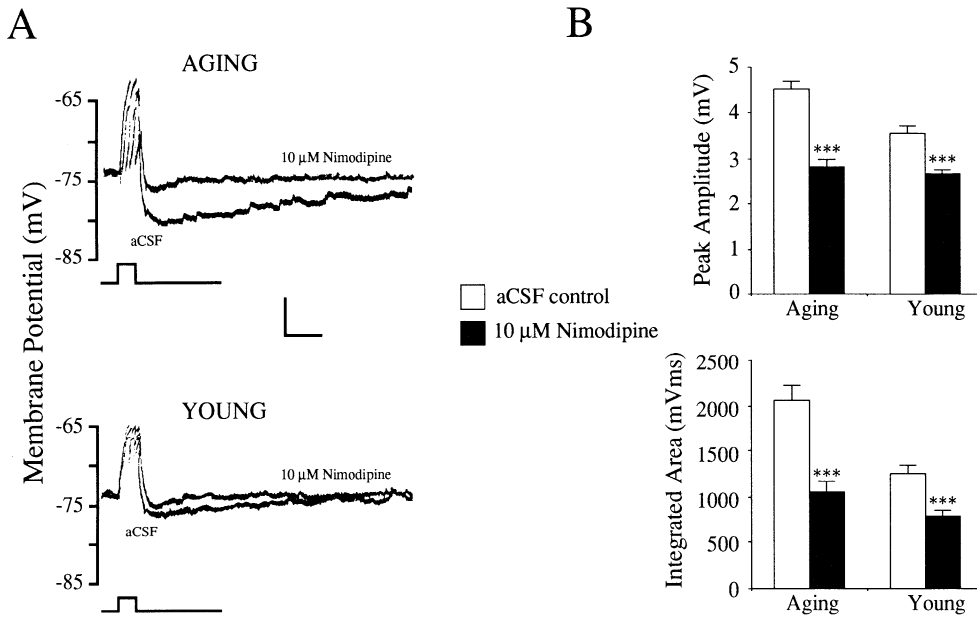 A
AGING
Membrane Potential (mV)
-65
-75
-85
10 µM Nimodipine
aCSF
YOUNG
-65
-75
-85
10 µM Nimodipine
aCSF
aCSF control
10 µM Nimodipine
B
Peak Amplitude (mV)
5
4
3
2
1
0
***
***
Aging
Young
Integrated Area (mVms)
2500
2000
1500
1000
500
0
***
***
Aging
Young